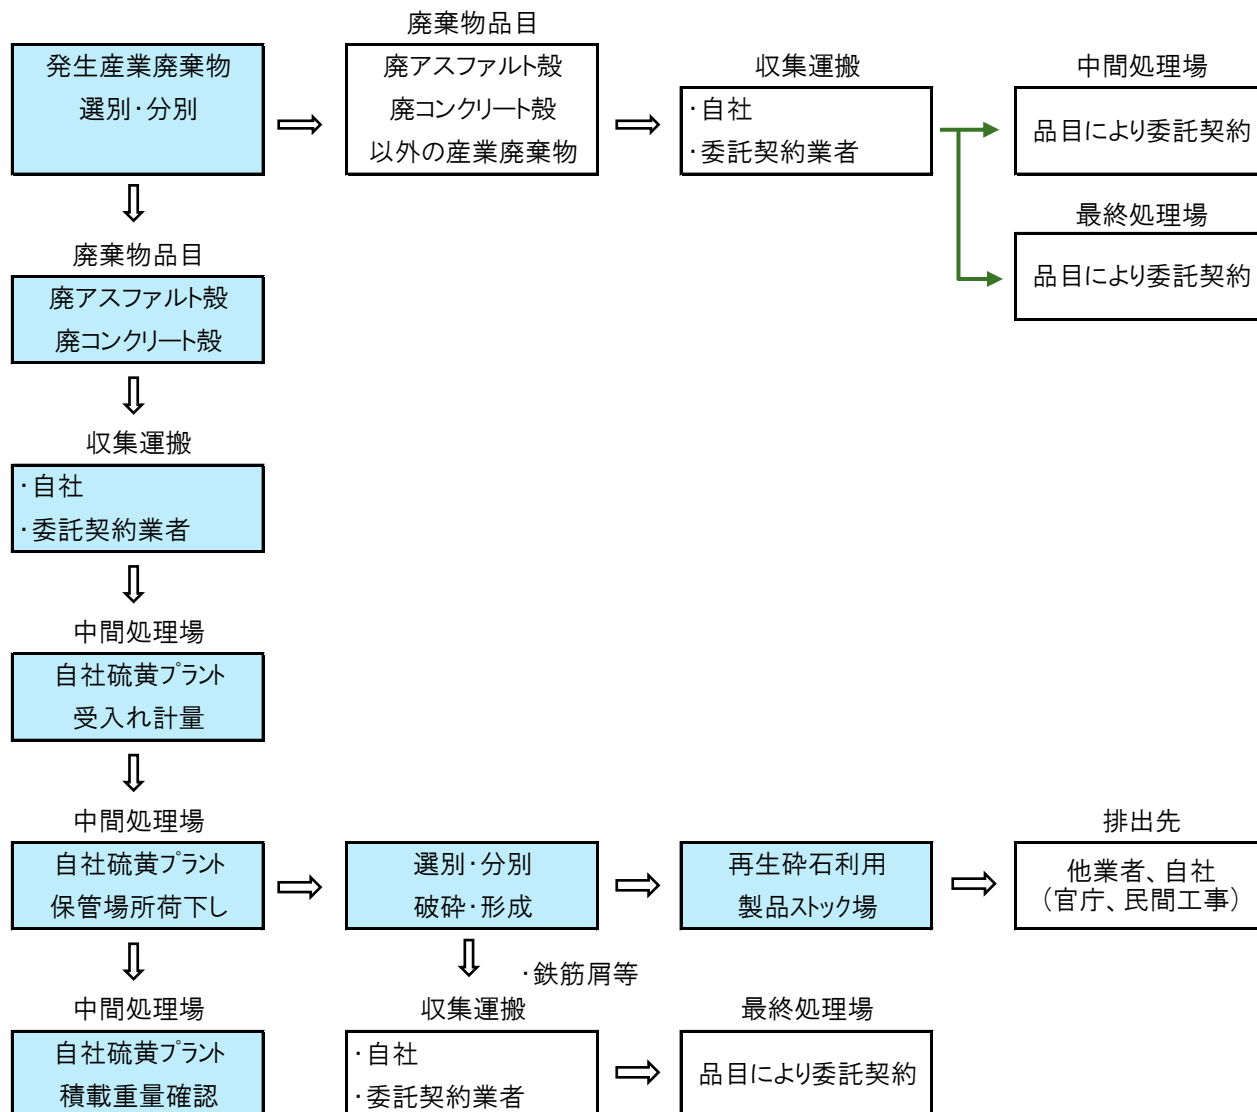 廃棄物品目
発生産業廃棄物
選別・分別
廃アスファルト殻
廃コンクリート殻
以外の産業廃棄物
収集運搬
・自社
・委託契約業者
中間処理場
品目により委託契約
最終処理場
品目により委託契約
廃棄物品目
廃アスファルト殻
廃コンクリート殻
収集運搬
・自社
・委託契約業者
中間処理場
自社硫黄プラント
受入れ計量
中間処理場
自社硫黄プラント
保管場所荷下し
選別・分別
破砕・形成
再生砕石利用
製品ストック場
排出先
他業者、自社
（官庁、民間工事）
・鉄筋屑等
中間処理場
自社硫黄プラント
積載重量確認
収集運搬
・自社
・委託契約業者
最終処理場
品目により委託契約